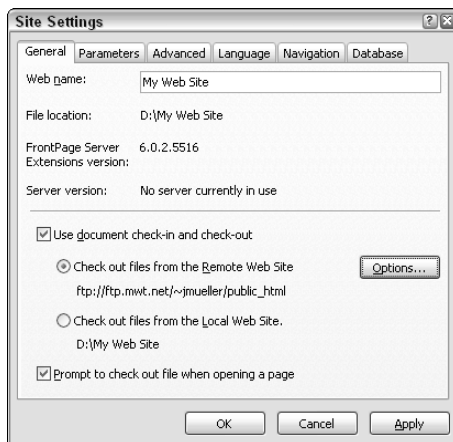 Site Settings
General Parameters Advanced Language Navigation Database
Web name: My Web Site
File location: D:\My Web Site
FrontPage Server 6.0.2.5516
Extensions version:
Server version: No server currently in use
Use document check-in and check-out
Check out files from the Remote Web Site Options...
ftp://ftp.mwt.net/~jmueller/public_html
Check out files from the Local Web Site.
D:\My Web Site
Prompt to check out file when opening a page
OK Cancel Apply